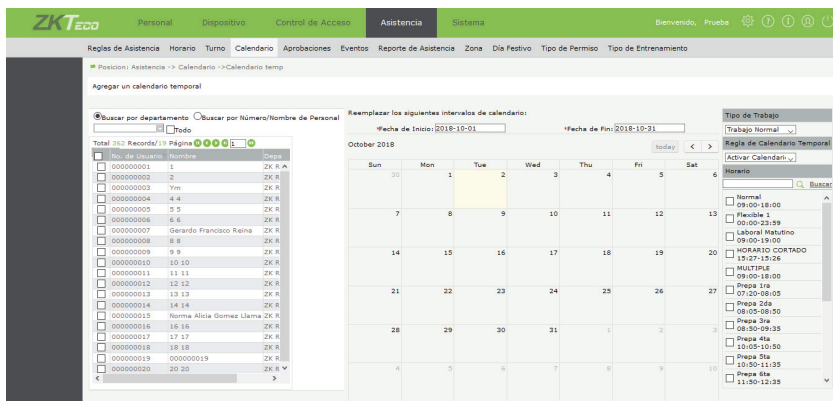 ZKTeco Personal Dispositivo Control de Acceso Asistencia Sistema Bienvenido, Prueba
Reglas de Asistencia Horario Turno Calendario Aprobaciones Eventos Reporte de Asistencia Zona Día Festivo Tipo de Permiso Tipo de Entrenamiento
Posicion: Asistencia -> Calendario ->Calendario temp
Agregar un calendario temporal
Buscar por departamento Buscar por Número/Nombre de Personal
Todo
Total 362 Records/19 Página 1
No. de Usuario Nombre Depa
000000001 1 ZK R
000000002 2 ZK R
000000003 Ym ZK R
000000004 4 4 ZK R
000000005 5 5 ZK R
000000006 6 6 ZK R
000000007 Gerardo Francisco Reina ZK R
000000008 8 8 ZK R
000000009 9 9 ZK R
000000010 10 10 ZK R
000000011 11 11 ZK R
000000012 12 12 ZK R
000000013 13 13 ZK R
000000014 14 14 ZK R
000000015 Norma Alicia Gomez Llama ZK R
000000016 16 16 ZK R
000000017 17 17 ZK R
000000018 18 18 ZK R
000000019 000000019 ZK R
000000020 20 20 ZK R
Reemplazar los siguientes intervalos de calendario:
*Fecha de Inicio: 2018-10-01 *Fecha de Fin: 2018-10-31
October 2018 today < >
Sun Mon Tue Wed Thu Fri Sat
30 1 2 3 4 5 6
7 8 9 10 11 12 13
14 15 16 17 18 19 20
21 22 23 24 25 26 27
28 29 30 31 1 2 3
4 5 6 7 8 9 10
Tipo de Trabajo
Trabajo Normal
Regla de Calendario Temporal
Activar Calendari
Horario
Buscar
Normal
09:00-18:00
Flexible 1
00:00-23:59
Laboral Matutino
09:00-19:00
HORARIO CORTADO
15:27-15:26
MULTIPLE
09:00-18:00
Prepa 1ra
07:20-08:05
Prepa 2da
08:05-08:50
Prepa 3ra
08:50-09:35
Prepa 4ta
10:05-10:50
Prepa 5ta
10:50-11:35
Prepa 6ta
11:50-12:35